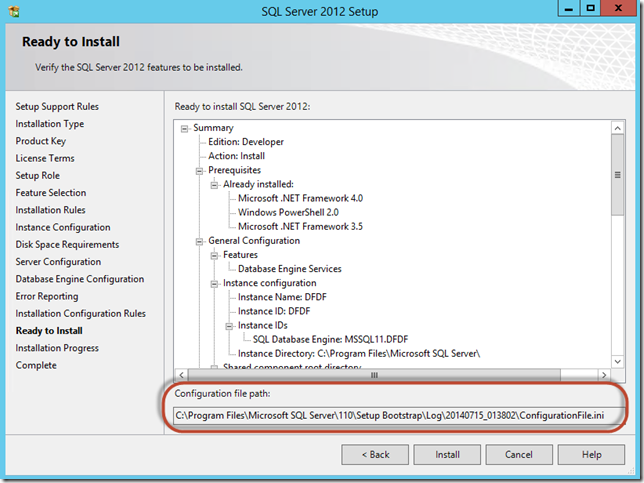 SQL Server 2012 Setup
Ready to Install
Verify the SQL Server 2012 features to be installed.
Setup Support Rules
Installation Type
Product Key
License Terms
Setup Role
Feature Selection
Installation Rules
Instance Configuration
Disk Space Requirements
Server Configuration
Database Engine Configuration
Error Reporting
Installation Configuration Rules
Ready to Install
Installation Progress
Complete
Ready to install SQL Server 2012:
Summary
Edition: Developer
Action: Install
Prerequisites
Already installed:
Microsoft .NET Framework 4.0
Windows PowerShell 2.0
Microsoft .NET Framework 3.5
General Configuration
Features
Database Engine Services
Instance configuration
Instance Name: DFDF
Instance ID: DFDF
Instance IDs
SQL Database Engine: MSSQL11.DFDF
Instance Directory: C:\Program Files\Microsoft SQL Server\
Shared component root directory
Configuration file path:
C:\Program Files\Microsoft SQL Server\110\Setup Bootstrap\Log\20140715_013802\ConfigurationFile.ini
< Back
Install
Cancel
Help